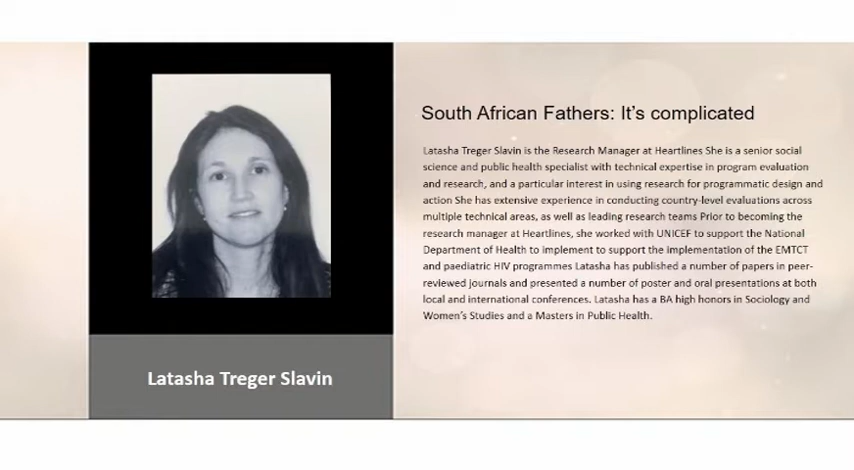 South African Fathers: It's complicated
Latasha Treger Slavin is the Research Manager at Heartlines She is a senior social
science and public health specialist with technical expertise in program evaluation
and research, and a particular interest in using research for programmatic design and
action She has extensive experience in conducting country-level evaluations across
multiple technical areas, as well as leading research teams Prior to becoming the
research manager at Heartlines, she worked with UNICEF to support the National
Department of Health to implement to support the implementation of the EMTCT
and paediatric HIV programmes Latasha has published a number of papers in peer-
reviewed journals and presented a number of poster and oral presentations at both
local and international conferences. Latasha has a BA high honors in Sociology and
Women's Studies and a Masters in Public Health.
Latasha Treger Slavin